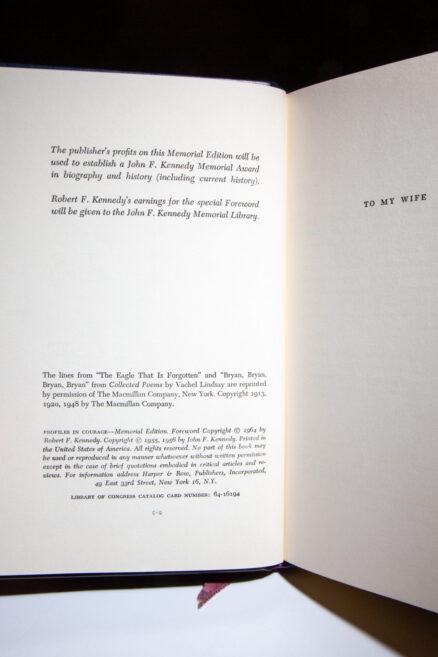 The publisher's profits on this Memorial Edition will be
used to establish a John F. Kennedy Memorial Award
in biography and history (including current history).
Robert F. Kennedy's earnings for the special Foreword
will be given to the John F. Kennedy Memorial Library.
The lines from "The Eagle That Is Forgotten" and "Bryan, Bryan,
Bryan, Bryan" from Collected Poems by Vachel Lindsay are reprinted
by permission of The Macmillan Company, New York. Copyright 1913,
1920, 1948 by The Macmillan Company.
PROFILES IN COURAGE—Memorial Edition. Foreword Copyright © 1964 by
Robert F. Kennedy. Copyright © 1955, 1956 by John F. Kennedy. Printed in
the United States of America. All rights reserved. No part of this book may
be used or reproduced in any manner whatsoever without written permission
except in the case of brief quotations embodied in critical articles and re-
views. For information address Harper & Row, Publishers, Incorporated,
49 East 33rd Street, New York 16, N.Y.
LIBRARY OF CONGRESS CATALOG CARD NUMBER: 64-16194
C-O
TO MY WIFE